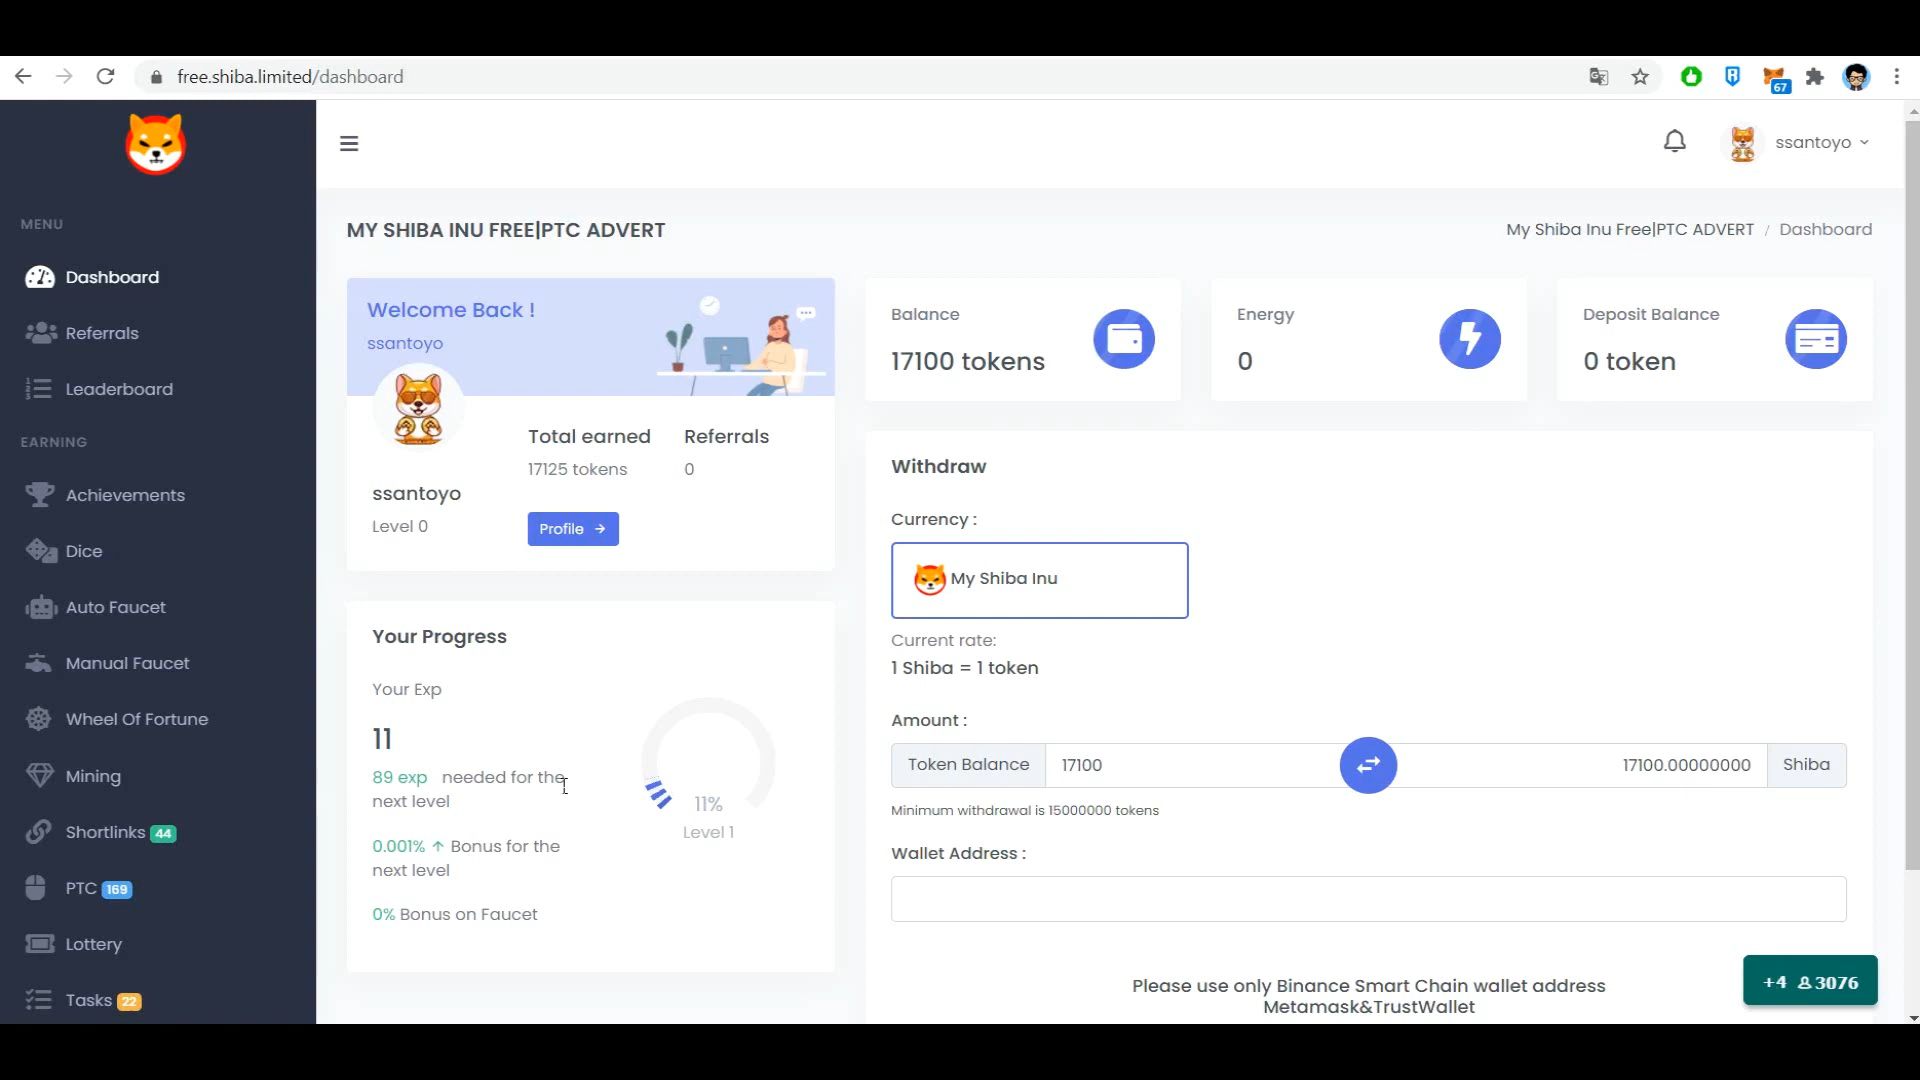 free.shiba.limited/dashboard
67
ssantoyo
MENU
Dashboard
Referrals
Leaderboard
EARNING
Achievements
Dice
Auto Faucet
Manual Faucet
Wheel Of Fortune
Mining
Shortlinks 44
PTC 169
Lottery
Tasks 22
MY SHIBA INU FREE|PTC ADVERT
My Shiba Inu Free|PTC ADVERT / Dashboard
Welcome Back !
ssantoyo
Total earned Referrals
17125 tokens 0
ssantoyo
Level 0
Profile →
Balance
17100 tokens
Energy
0
Deposit Balance
0 token
Your Progress
Your Exp
11
89 exp needed for the
next level
0.001% ↑ Bonus for the
next level
0% Bonus on Faucet
11%
Level 1
Withdraw
Currency :
My Shiba Inu
Current rate:
1 Shiba = 1 token
Amount :
Token Balance 17100 17100.00000000 Shiba
Minimum withdrawal is 15000000 tokens
Wallet Address :
Please use only Binance Smart Chain wallet address
Metamask&TrustWallet
+4 3076